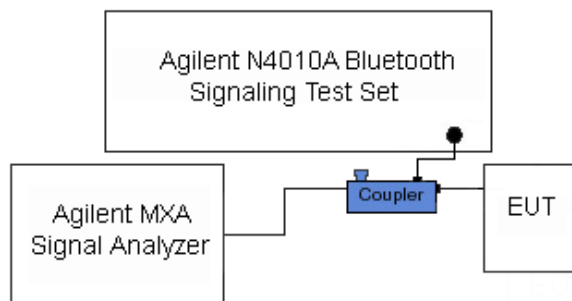 Agilent N4010A Bluetooth
Signaling Test Set
Coupler
Agilent MXA
Signal Analyzer
EUT